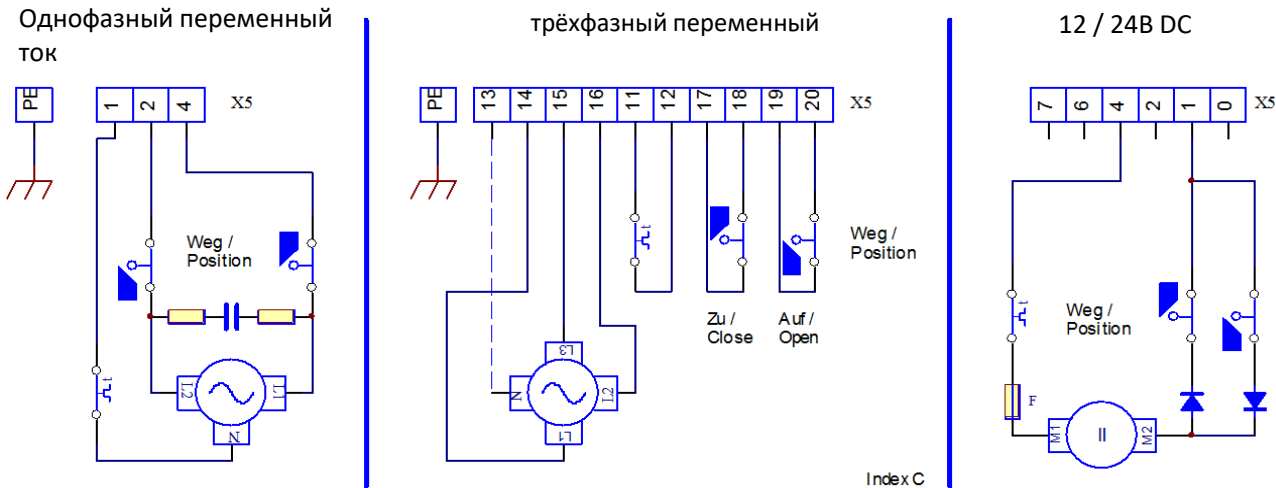 Однофазный переменный
ток
PE
1 2 4 X5
Weg /
Position
t
L2 L1
N
трёхфазный переменный
PE
13 14 15 16 11 12 17 18 19 20 X5
t
Weg /
Position
Zu /
Close
Auf /
Open
L3
N L2
L1
Index C
12 / 24В DC
7 6 4 2 1 0 X5
t
Weg /
Position
F
M1 II M2